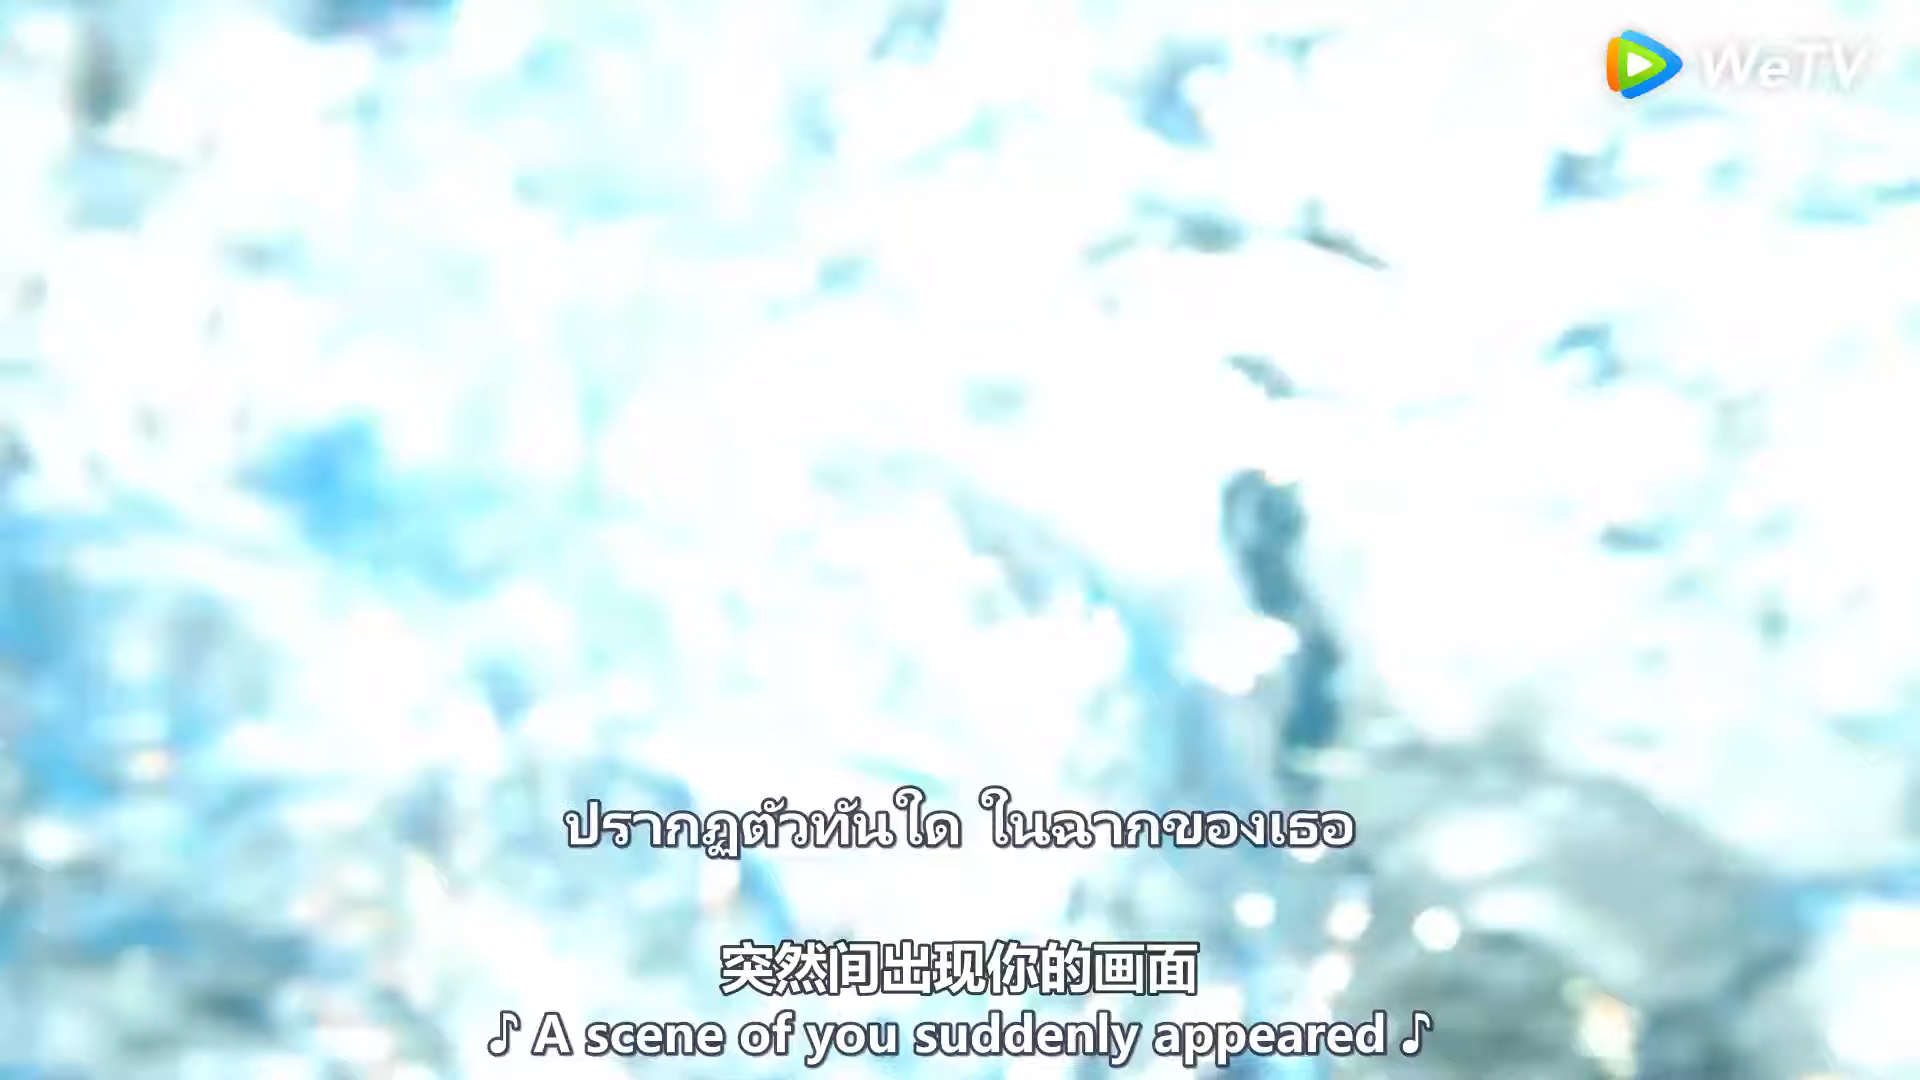 WeTV
ปรากฏตัวทันใด ในฉากของเธอ
突然间出现你的画面
♪ A scene of you suddenly appeared ♪